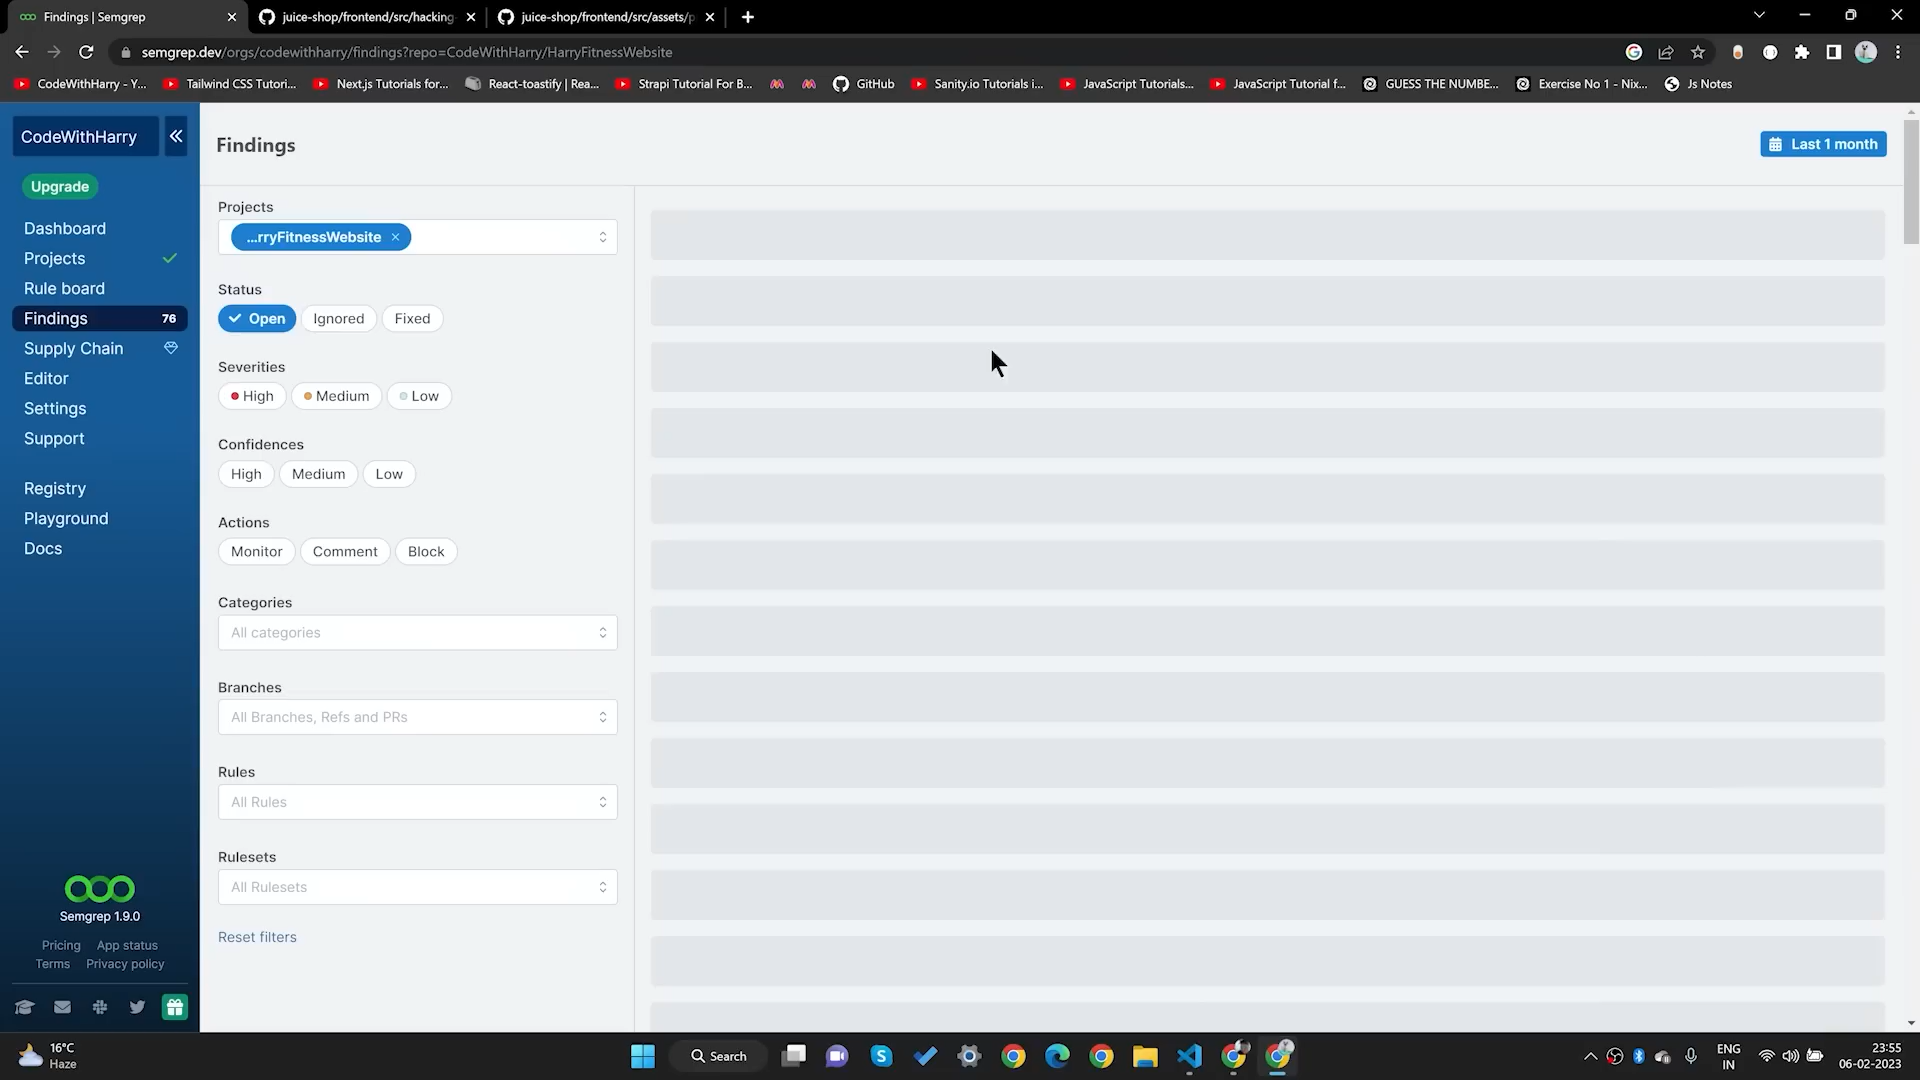 Findings | Semgrep
juice-shop/frontend/src/hacking
juice-shop/frontend/src/assets/p
semgrep.dev/orgs/codewithharry/findings?repo=CodeWithHarry/HarryFitnessWebsite
CodeWithHarry - Y...
Tailwind CSS Tutori...
Next.js Tutorials for...
React-toastify | Rea...
Strapi Tutorial For B...
GitHub
Sanity.io Tutorials i...
JavaScript Tutorials...
JavaScript Tutorial f...
GUESS THE NUMBE...
Exercise No 1 - Nix...
Js Notes
CodeWithHarry
Upgrade
Dashboard
Projects
Rule board
Findings 76
Supply Chain
Editor
Settings
Support
Registry
Playground
Docs
Semgrep 1.9.0
Pricing App status
Terms Privacy policy
Findings
Last 1 month
Projects
...rryFitnessWebsite
Status
Open Ignored Fixed
Severities
High Medium Low
Confidences
High Medium Low
Actions
Monitor Comment Block
Categories
All categories
Branches
All Branches, Refs and PRs
Rules
All Rules
Rulesets
All Rulesets
Reset filters
16°C
Haze
Search
ENG
IN
23:55
06-02-2023